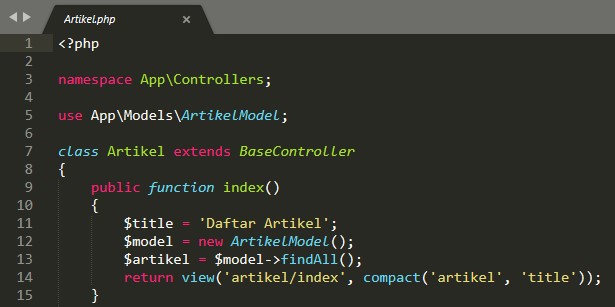 Artikel.php
×
1 <?php
2
3 namespace App\Controllers;
4
5 use App\Models\ArtikelModel;
6
7 class Artikel extends BaseController
8 {
9     public function index()
10     {
11         $title = 'Daftar Artikel';
12         $model = new ArtikelModel();
13         $artikel = $model->findAll();
14         return view('artikel/index', compact('artikel', 'title'));
15     }